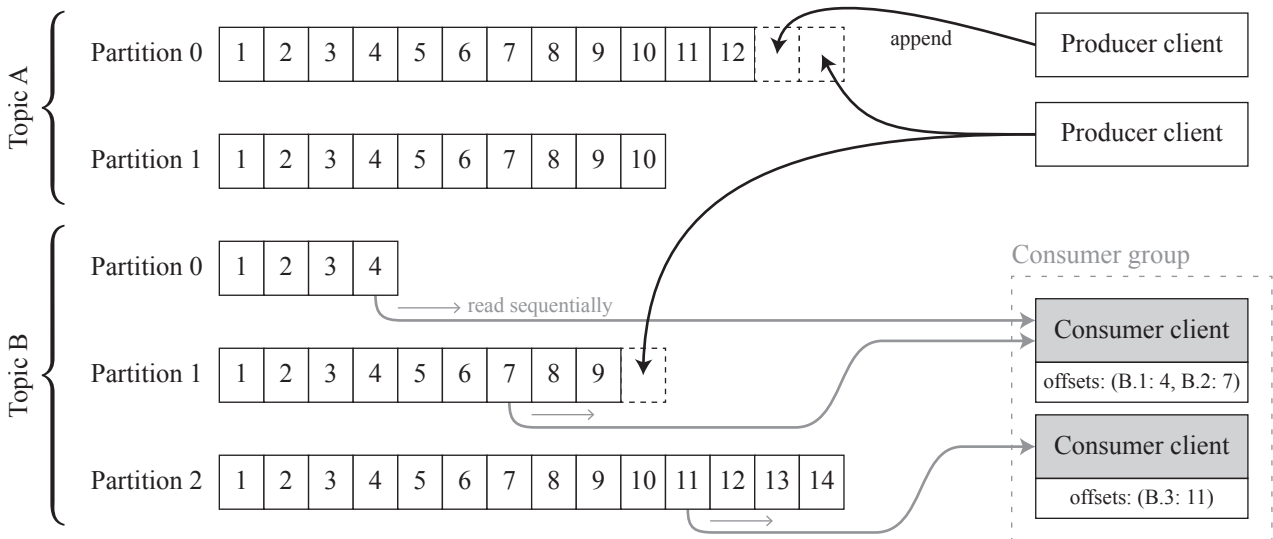 Topic A
Partition 0 1 2 3 4 5 6 7 8 9 10 11 12
append
Producer client
Producer client
Partition 1 1 2 3 4 5 6 7 8 9 10
Topic B
Partition 0 1 2 3 4
read sequentially
Partition 1 1 2 3 4 5 6 7 8 9
Partition 2 1 2 3 4 5 6 7 8 9 10 11 12 13 14
Consumer group
Consumer client
offsets: (B.1: 4, B.2: 7)
Consumer client
offsets: (B.3: 11)